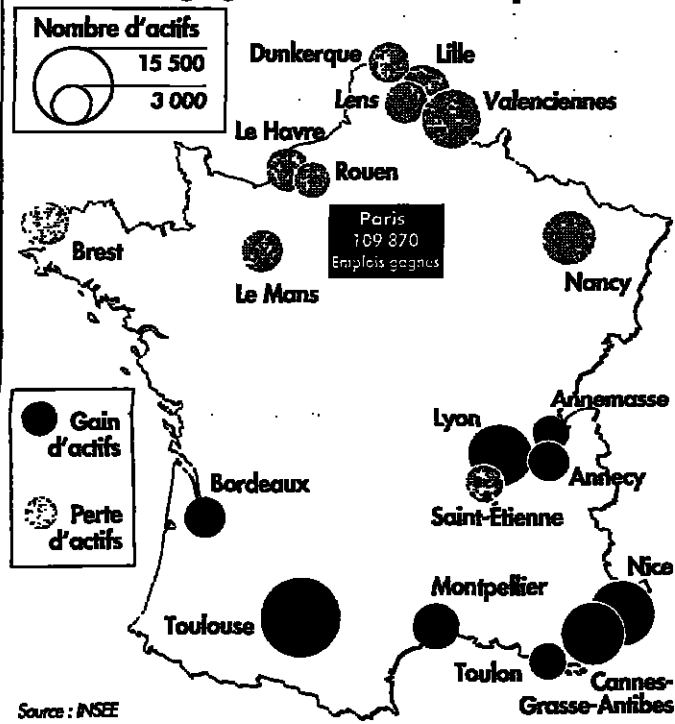 Nombre d'actifs
15 500
3 000
Dunkerque
Lille
Lens
Valenciennes
Le Havre
Rouen
Paris
109 870
Emplois gagnés
Brest
Le Mans
Nancy
Annemasse
Lyon
Annecy
Saint-Étienne
Gain
d'actifs
Perte
d'actifs
Bordeaux
Nice
Montpellier
Toulouse
Toulon
Cannes-
Grasse-Antibes
Source : INSEE